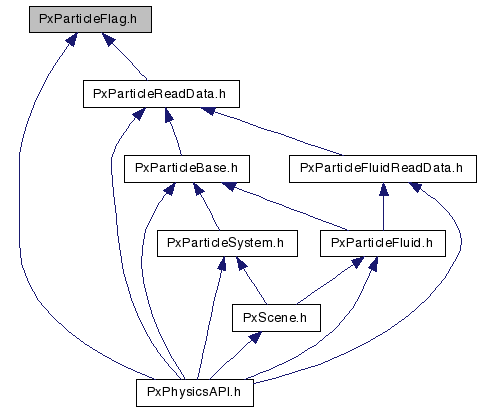 PxParticleFlag.h
PxParticleReadData.h
PxParticleBase.h
PxParticleFluidReadData.h
PxParticleSystem.h
PxParticleFluid.h
PxScene.h
PxPhysicsAPI.h